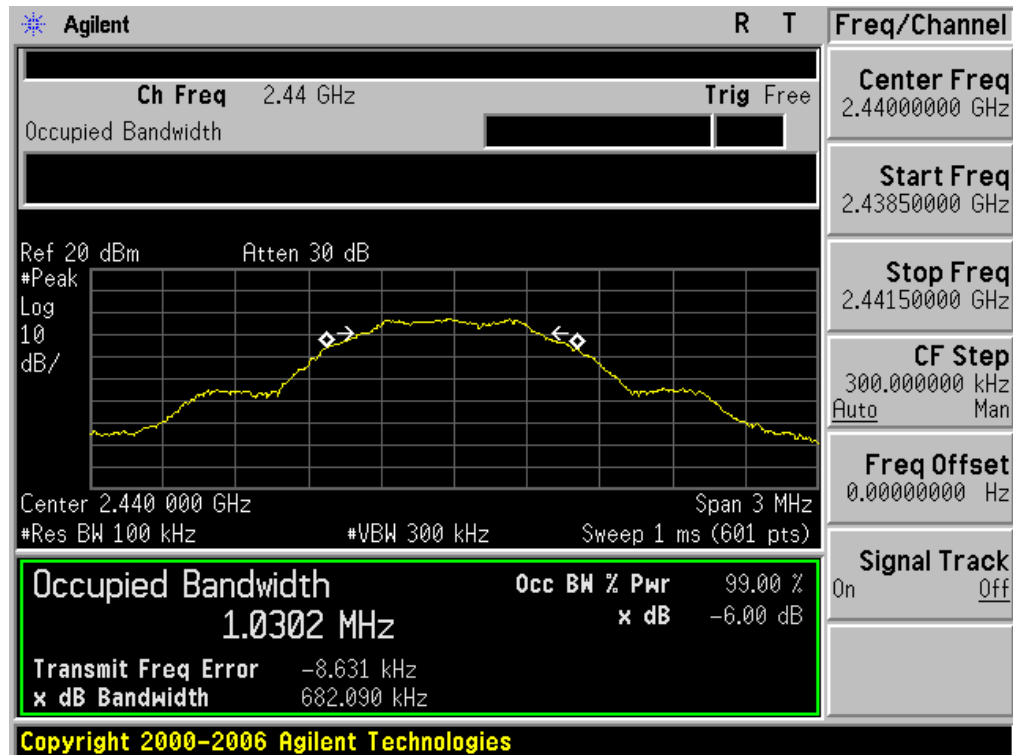 Agilent R T
Ch Freq 2.44 GHz Trig Free
Occupied Bandwidth
Ref 20 dBm Atten 30 dB
#Peak
Log
10
dB/
Center 2.440 000 GHz Span 3 MHz
#Res BW 100 kHz #VBW 300 kHz Sweep 1 ms (601 pts)
Occupied Bandwidth
1.0302 MHz
Occ BW % Pwr 99.00 %
x dB -6.00 dB
Transmit Freq Error -8.631 kHz
x dB Bandwidth 682.090 kHz
Copyright 2000-2006 Agilent Technologies
Freq/Channel
Center Freq
2.44000000 GHz
Start Freq
2.43850000 GHz
Stop Freq
2.44150000 GHz
CF Step
300.000000 kHz
Auto Man
Freq Offset
0.00000000 Hz
Signal Track
On Off